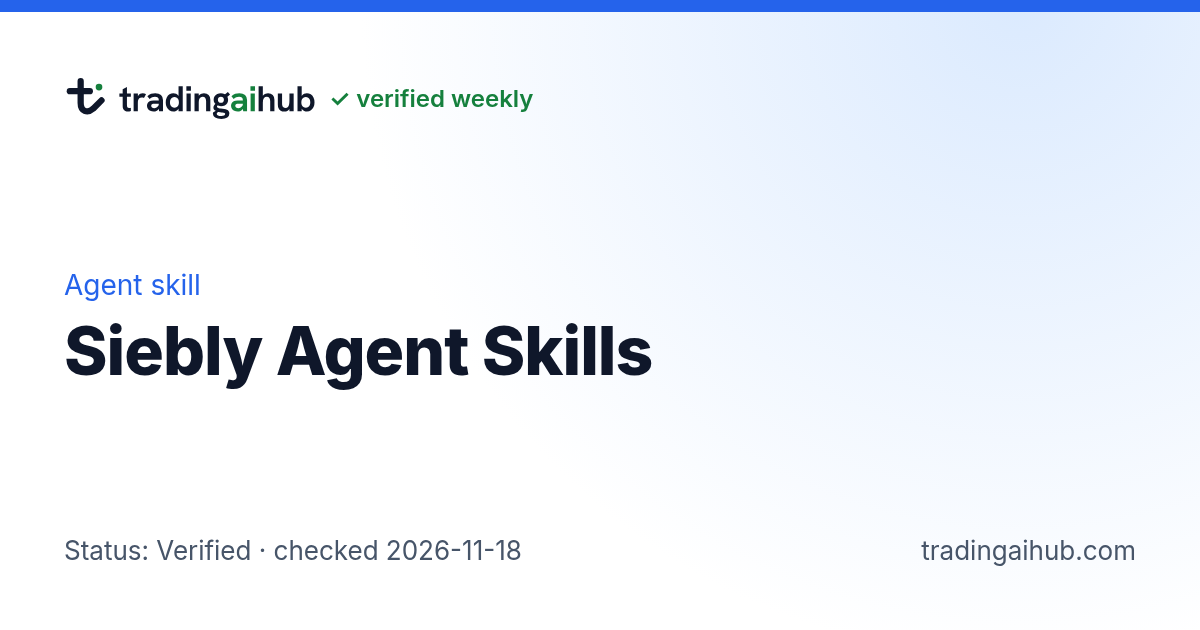 tradingaihub ✓ verified weekly
Agent skill
Siebly Agent Skills
Status: Verified · checked 2026-11-18
tradingaihub.com